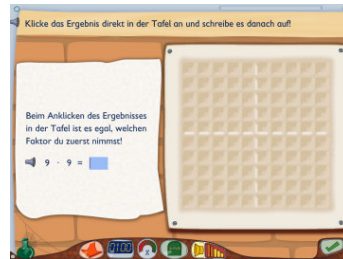 Klicke das Ergebnis direkt in der Tafel an und schreibe es danach auf!
Beim Anklicken des Ergebnisses
in der Tafel ist es egal, welchen
Faktor du zuerst nimmst!
9 · 9 =
0100